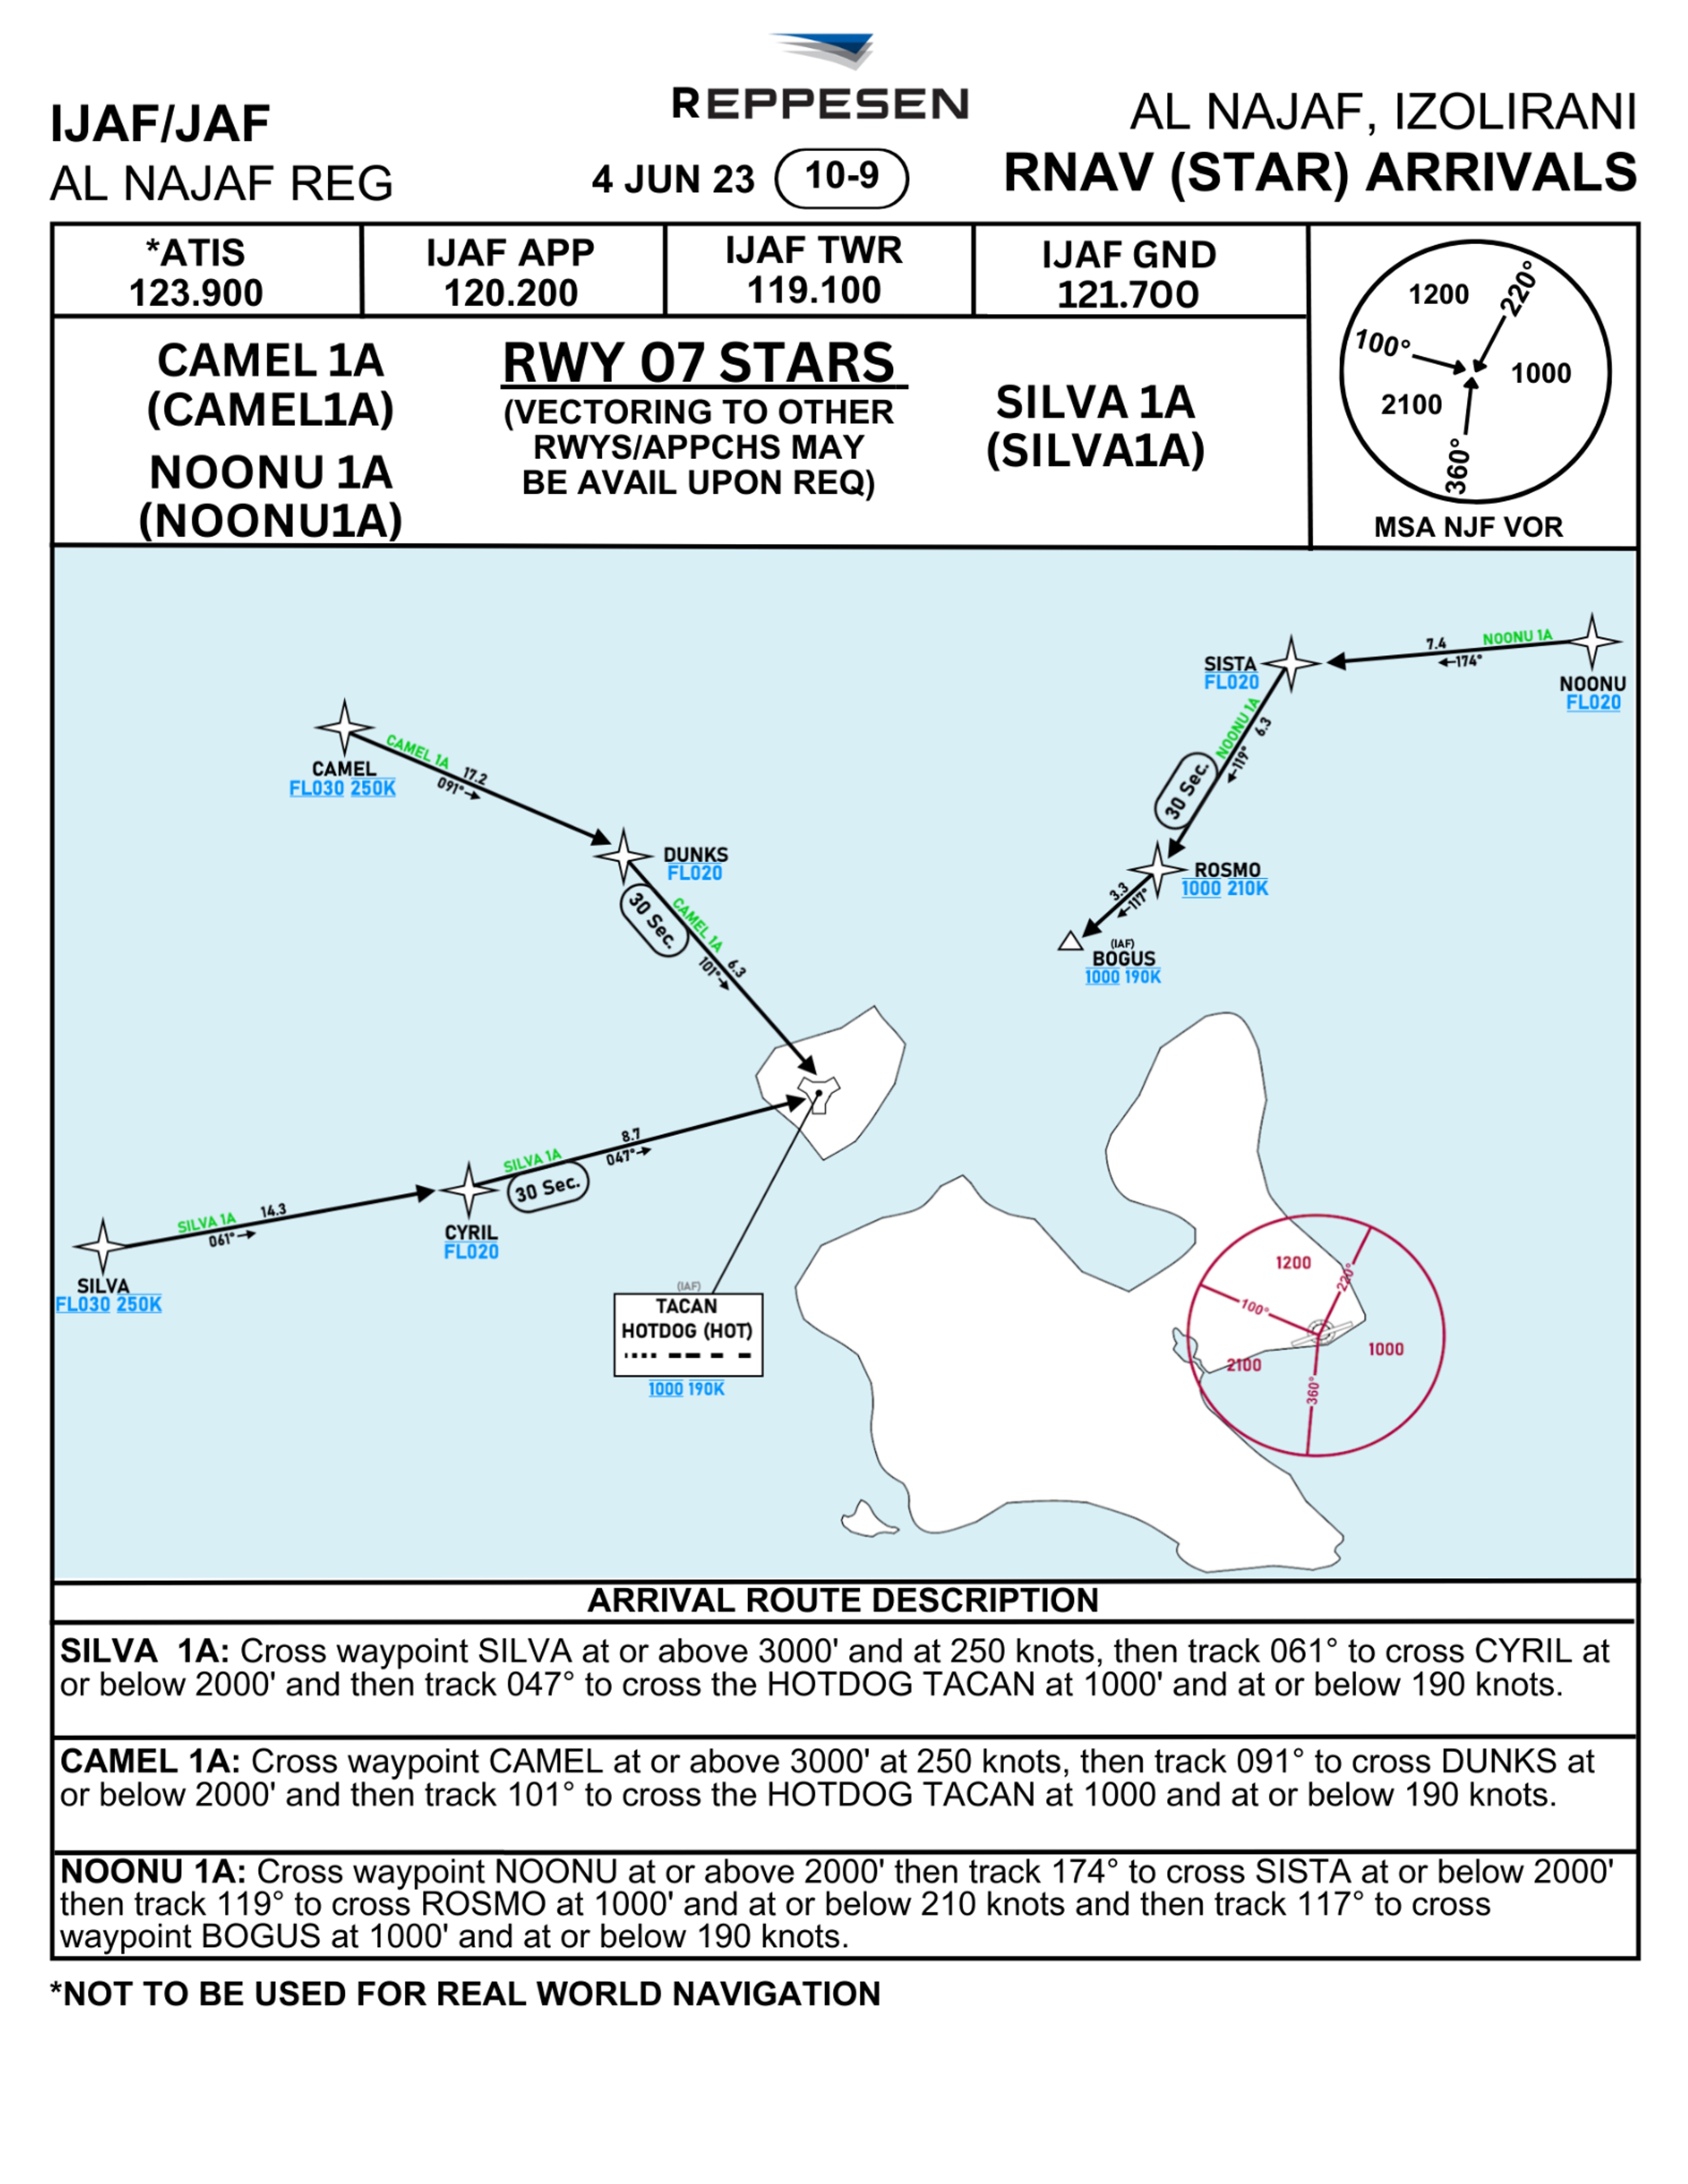 REPPESEN
IJAF/JAF
AL NAJAF REG
4 JUN 23
10-9
AL NAJAF, IZOLIRANI
RNAV (STAR) ARRIVALS
*ATIS
123.900
IJAF APP
120.200
IJAF TWR
119.100
IJAF GND
121.700
CAMEL 1A
(CAMEL1A)
NOONU 1A
(NOONU1A)
RWY 07 STARS
(VECTORING TO OTHER
RWYS/APPCHS MAY
BE AVAIL UPON REQ)
SILVA 1A
(SILVA1A)
1200
220°
100°
1000
2100
360°
MSA NJF VOR
7.4
NOONU 1A
←174°
SISTA
FL020
NOONU
FL020
NOONU 1A
6.3
←119°
30 Sec.
CAMEL
FL030 250K
CAMEL 1A
17.2
091°→
DUNKS
FL020
ROSMO
1000 210K
3.3
←117°
(IAF)
BOGUS
1000 190K
30 Sec.
CAMEL 1A
6.3
101°→
SILVA 1A
8.7
047°→
30 Sec.
SILVA 1A
14.3
061°→
CYRIL
FL020
SILVA
FL030 250K
(IAF)
TACAN
HOTDOG (HOT)
1000 190K
1200
220°
100°
1000
2100
360°
ARRIVAL ROUTE DESCRIPTION
SILVA 1A: Cross waypoint SILVA at or above 3000' and at 250 knots, then track 061° to cross CYRIL at
or below 2000' and then track 047° to cross the HOTDOG TACAN at 1000' and at or below 190 knots.
CAMEL 1A: Cross waypoint CAMEL at or above 3000' at 250 knots, then track 091° to cross DUNKS at
or below 2000' and then track 101° to cross the HOTDOG TACAN at 1000 and at or below 190 knots.
NOONU 1A: Cross waypoint NOONU at or above 2000' then track 174° to cross SISTA at or below 2000'
then track 119° to cross ROSMO at 1000' and at or below 210 knots and then track 117° to cross
waypoint BOGUS at 1000' and at or below 190 knots.
*NOT TO BE USED FOR REAL WORLD NAVIGATION